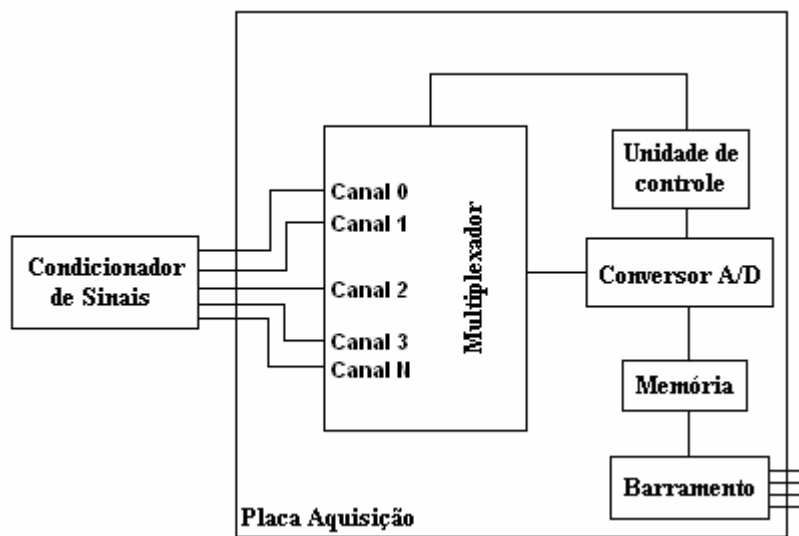 Condicionador
de Sinais
Canal 0
Canal 1
Canal 2
Canal 3
Canal N
Multiplexador
Unidade de
controle
Conversor A/D
Memória
Barramento
Placa Aquisição